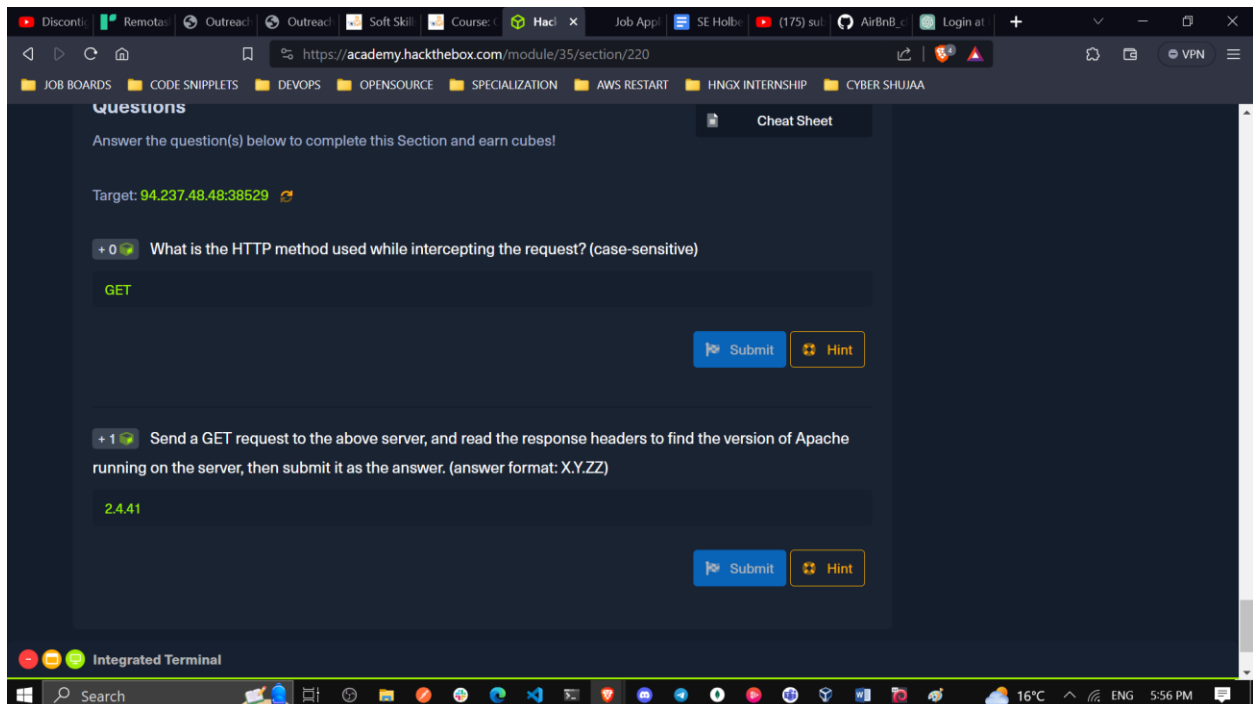 Disconti Remotas Outreach Outreach Soft Skill Course: C Hack Job Appl SE Holbe (175) sub AirBnB_cl Login at
https://academy.hackthebox.com/module/35/section/220 VPN
JOB BOARDS CODE SNIPPLETS DEVOPS OPENSOURCE SPECIALIZATION AWS RESTART HNGX INTERNSHIP CYBER SHUJAA
Questions
Cheat Sheet
Answer the question(s) below to complete this Section and earn cubes!
Target: 94.237.48.48:38529
+ 0 What is the HTTP method used while intercepting the request? (case-sensitive)
GET
Submit Hint
+ 1 Send a GET request to the above server, and read the response headers to find the version of Apache
running on the server, then submit it as the answer. (answer format: X.Y.ZZ)
2.4.41
Submit Hint
Integrated Terminal
Search 16°C ENG 5:56 PM